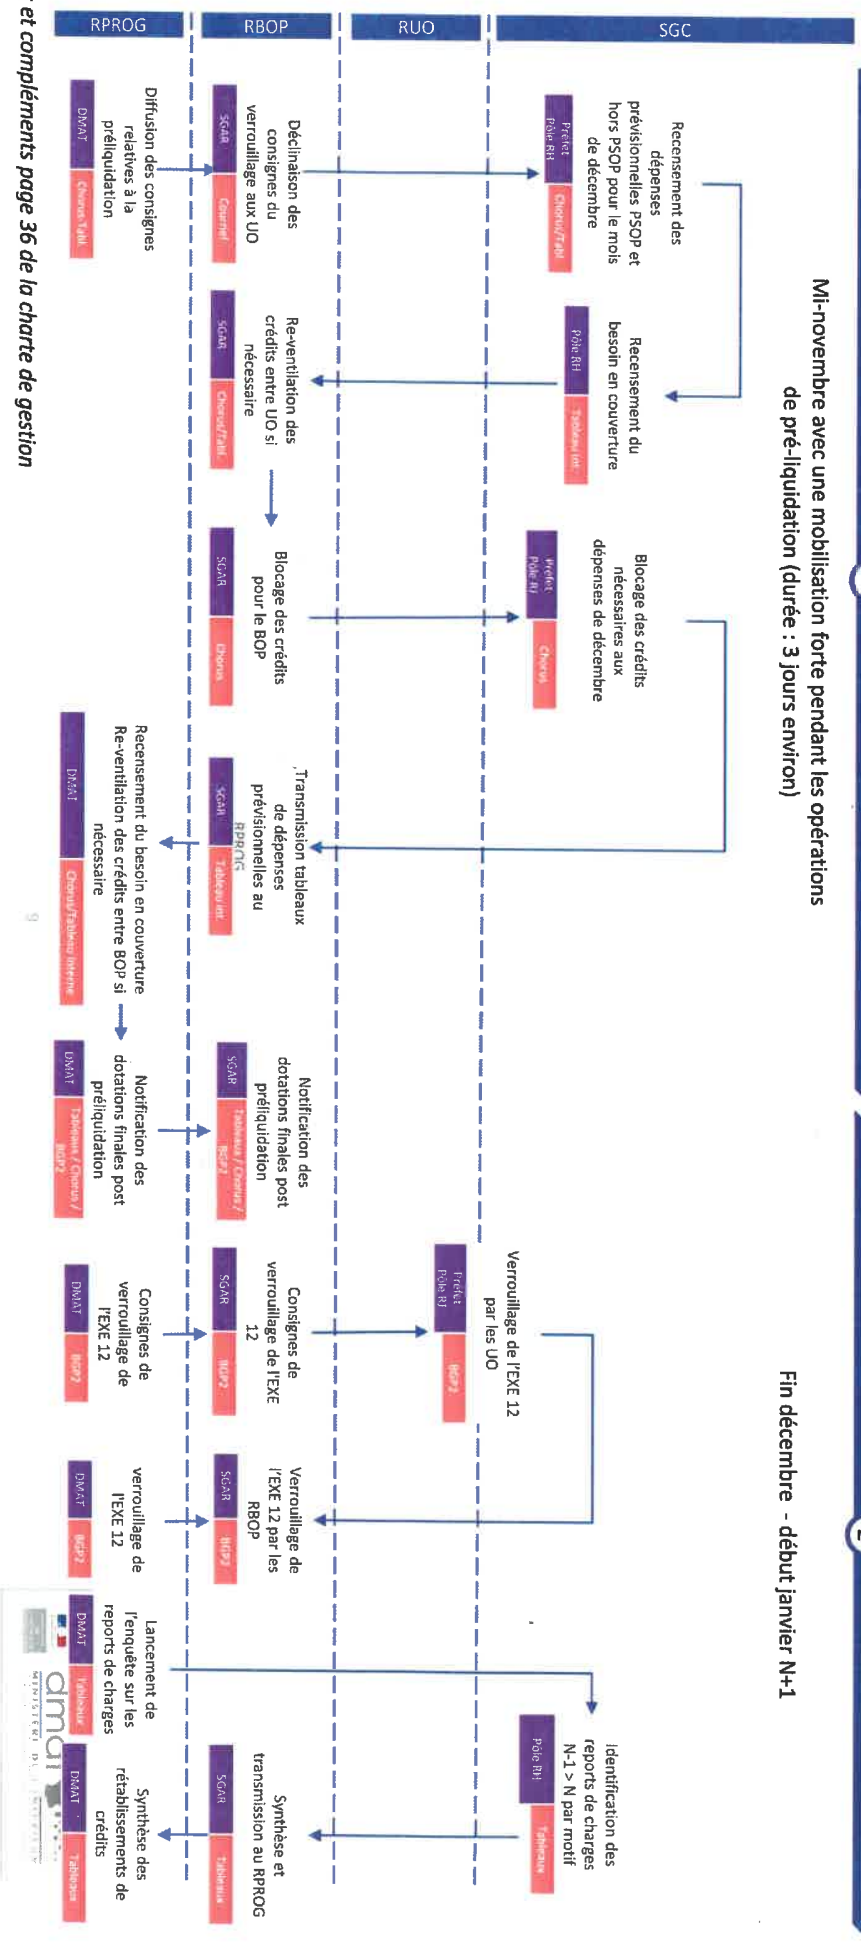 Mi-novembre avec une mobilisation forte pendant les opérations
de pré-liquidation (durée : 3 jours environ)
Fin décembre - début janvier N+1
SGC
Recensement des
dépenses
prévisionnelles PSOP et
hors PSOP pour le mois
de décembre
Préfet
Pôle RH
Chorus/Tabl
Recensement du
besoin en couverture
Pôle RH
Tableau int.
Blocage des crédits
nécessaires aux
dépenses de décembre
Préfet
Pôle RI
Chorus
Identification des
reports de charges
N-1 > N par motif
Pôle RH
Tableaux
RUO
Verrouillage de l'EXE 12
par les UO
Préfet
Pôle RI
BGP2
RBOP
Déclinaison des
consignes du
verrouillage aux UO
SGAR
Courriel
Re-ventilation des
crédits entre UO si
nécessaire
SGAR
Chorus/Tabl.
Blocage des crédits
pour le BOP
SGAR
Chorus
Transmission tableaux
de dépenses
prévisionnelles au
RPROG
SGAR
Tableau int.
Notification des
dotations finales post
préliquidation
SGAR
Tableaux / Chorus /
BGP2
Consignes de
verrouillage de l'EXE
12
SGAR
BGP2
Verrouillage de
l'EXE 12 par les
RBOP
SGAR
BGP2
Synthèse et
transmission au RPROG
SGAR
Tableaux
RPROG
Diffusion des consignes
relatives à la
préliquidation
DMAT
Chorus-Tabl.
Recensement du besoin en couverture
Re-ventilation des crédits entre BOP si
nécessaire
DMAT
Chorus/Tableau interne
Notification des
dotations finales post
préliquidation
DMAT
Tableaux / Chorus /
BGP2
Consignes de
verrouillage de
l'EXE 12
DMAT
BGP2
verrouillage de
l'EXE 12
DMAT
BGP2
Lancement de
l'enquête sur les
reports de charges
DMAT
Tableaux
Synthèse des
rétablissements de
crédits
DMAT
Tableaux
et compléments page 36 de la charte de gestion
9
dmat
MINISTÈRE DE L'INTÉRIEUR